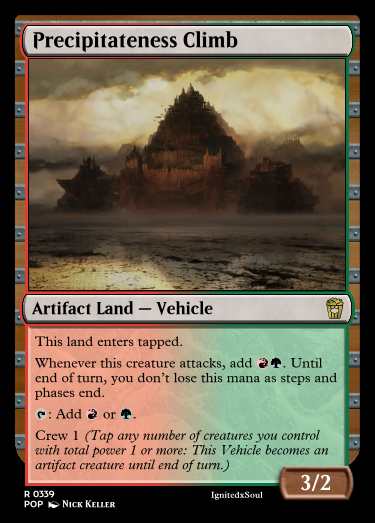 Precipitateness Climb
Artifact Land — Vehicle
This land enters tapped.
Whenever this creature attacks, add. Until
end of turn, you don't lose this mana as steps and
phases end.
: Add or.
Crew 1 (Tap any number of creatures you control
with total power 1 or more: This Vehicle becomes an
artifact creature until end of turn.)
3/2
R 0339
POP Nick Keller
IgnitedxSoul